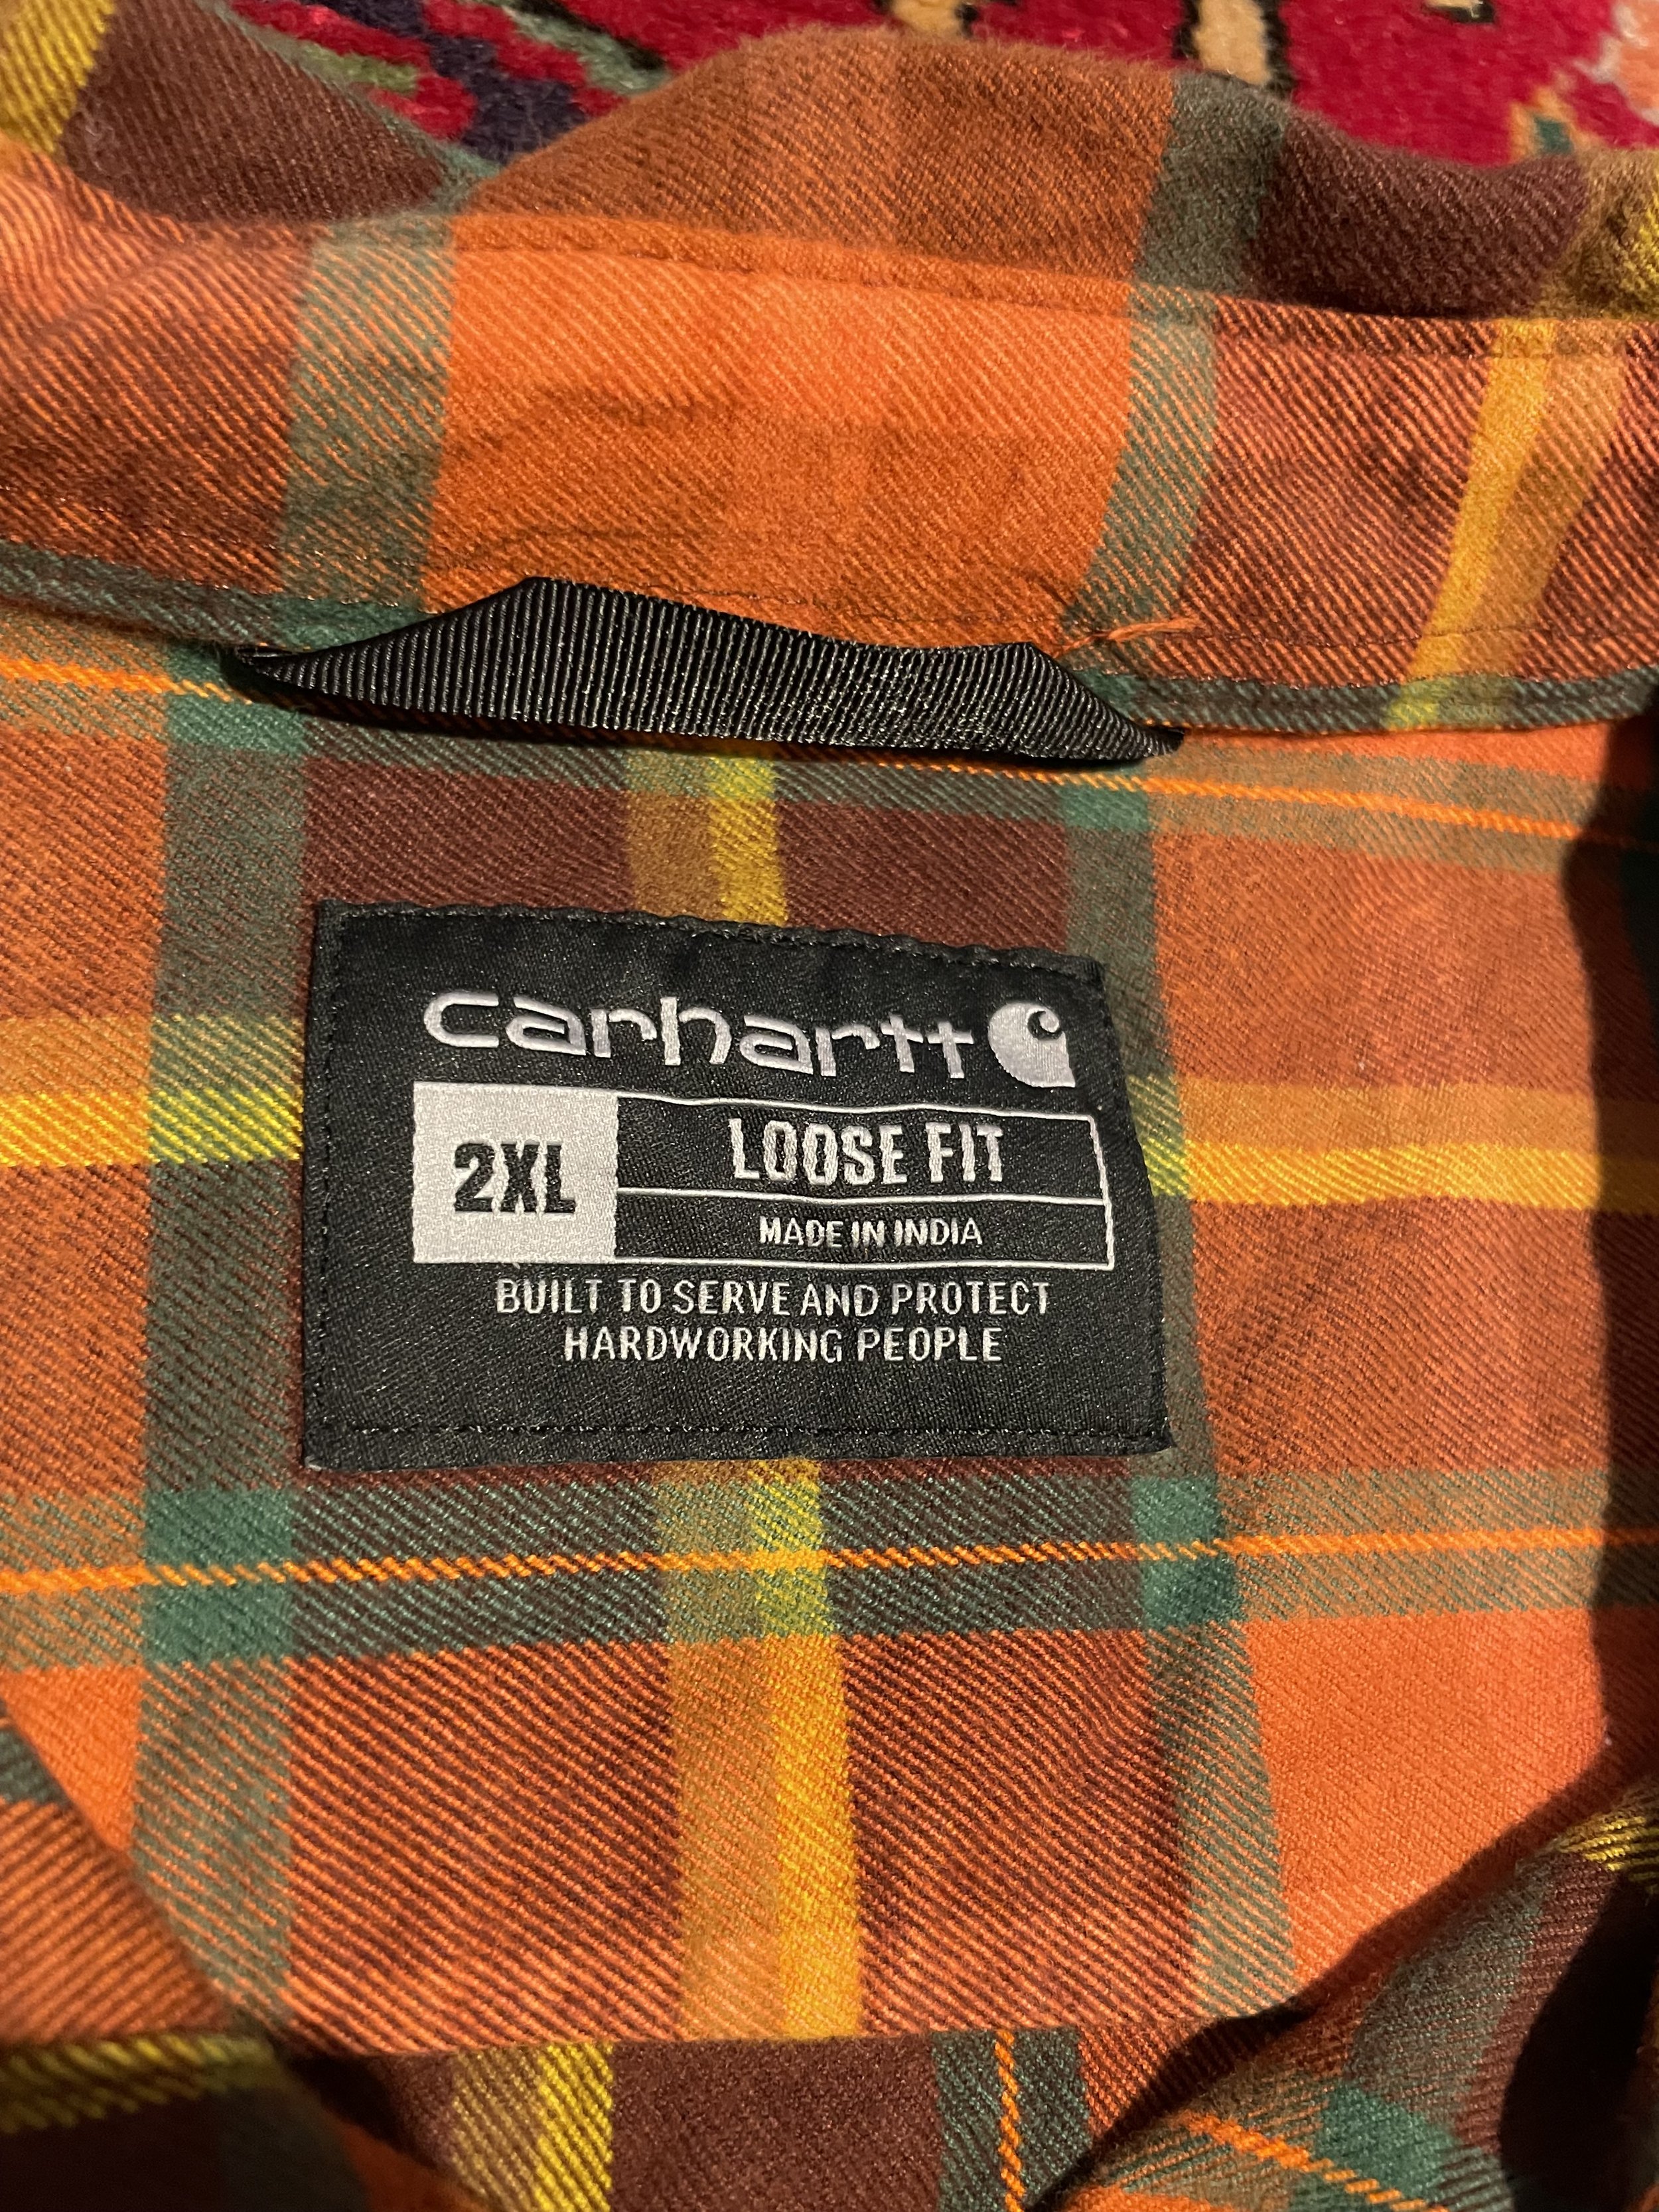 carhartt
2XL
LOOSE FIT
MADE IN INDIA
BUILT TO SERVE AND PROTECT
HARDWORKING PEOPLE